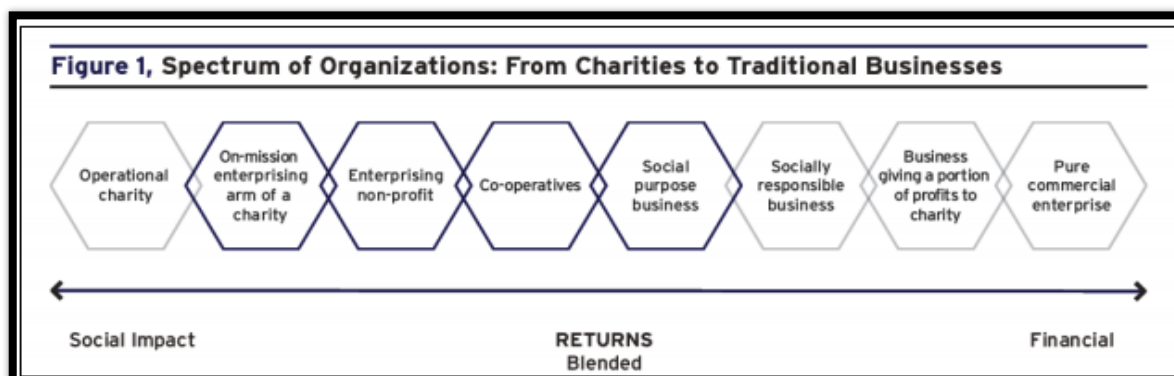 Figure 1, Spectrum of Organizations: From Charities to Traditional Businesses
Operational
charity
On-mission
enterprising
arm of a
charity
Enterprising
non-profit
Co-operatives
Social
purpose
business
Socially
responsible
business
Business
giving a portion
of profits to
charity
Pure
commercial
enterprise
Social Impact
RETURNS
Blended
Financial